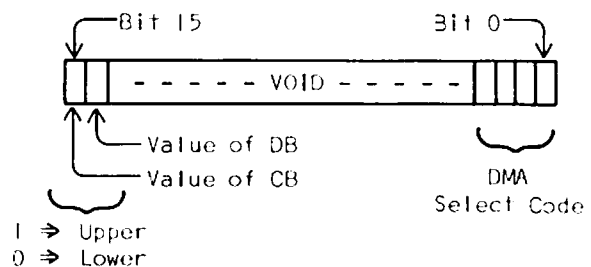 Bit 15
Bit 0
- - - - - VOID - - - - -
Value of DB
Value of CB
DMA
Select Code
1 ⇒ Upper
0 ⇒ Lower